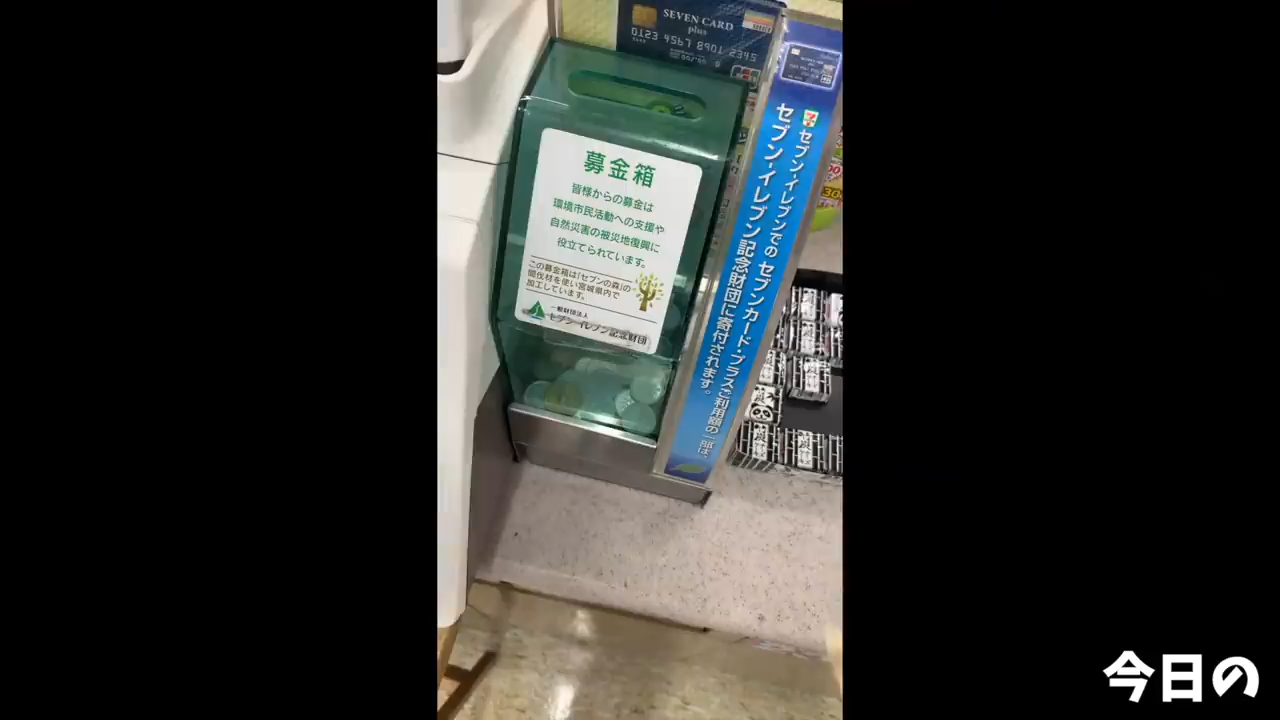 SEVEN CARD
plus
0123 4567 8901 2345
募金箱
皆様からの募金は
環境市民活動への支援や
自然災害の被災地復興に
役立てられています。
この募金箱は「セブンの森」の
間伐材を使い宮城県内で
加工しています。
一般財団法人
セブン-イレブン記念財団
セブン-イレブンでの セブンカード・プラスご利用額の一部は、
セブン-イレブン記念財団に寄付されます。
今日の